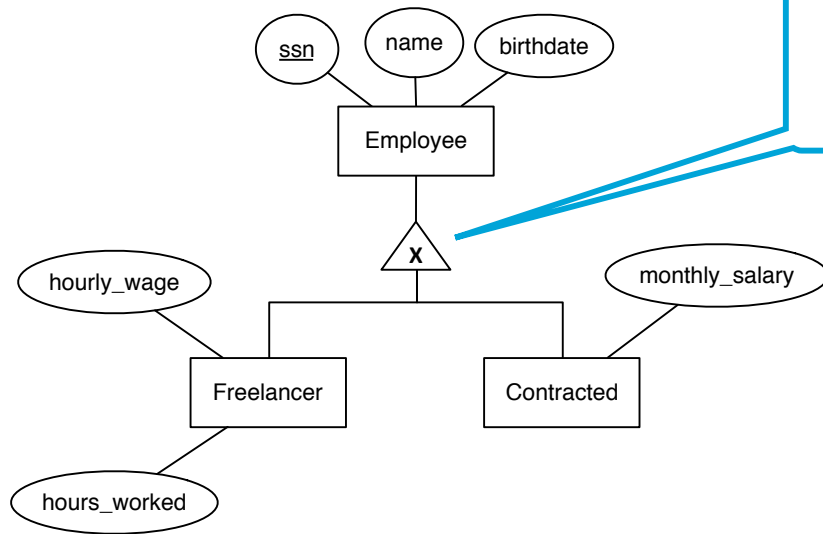 ssn
name
birthdate
Employee
X
hourly_wage
monthly_salary
Freelancer
Contracted
hours_worked